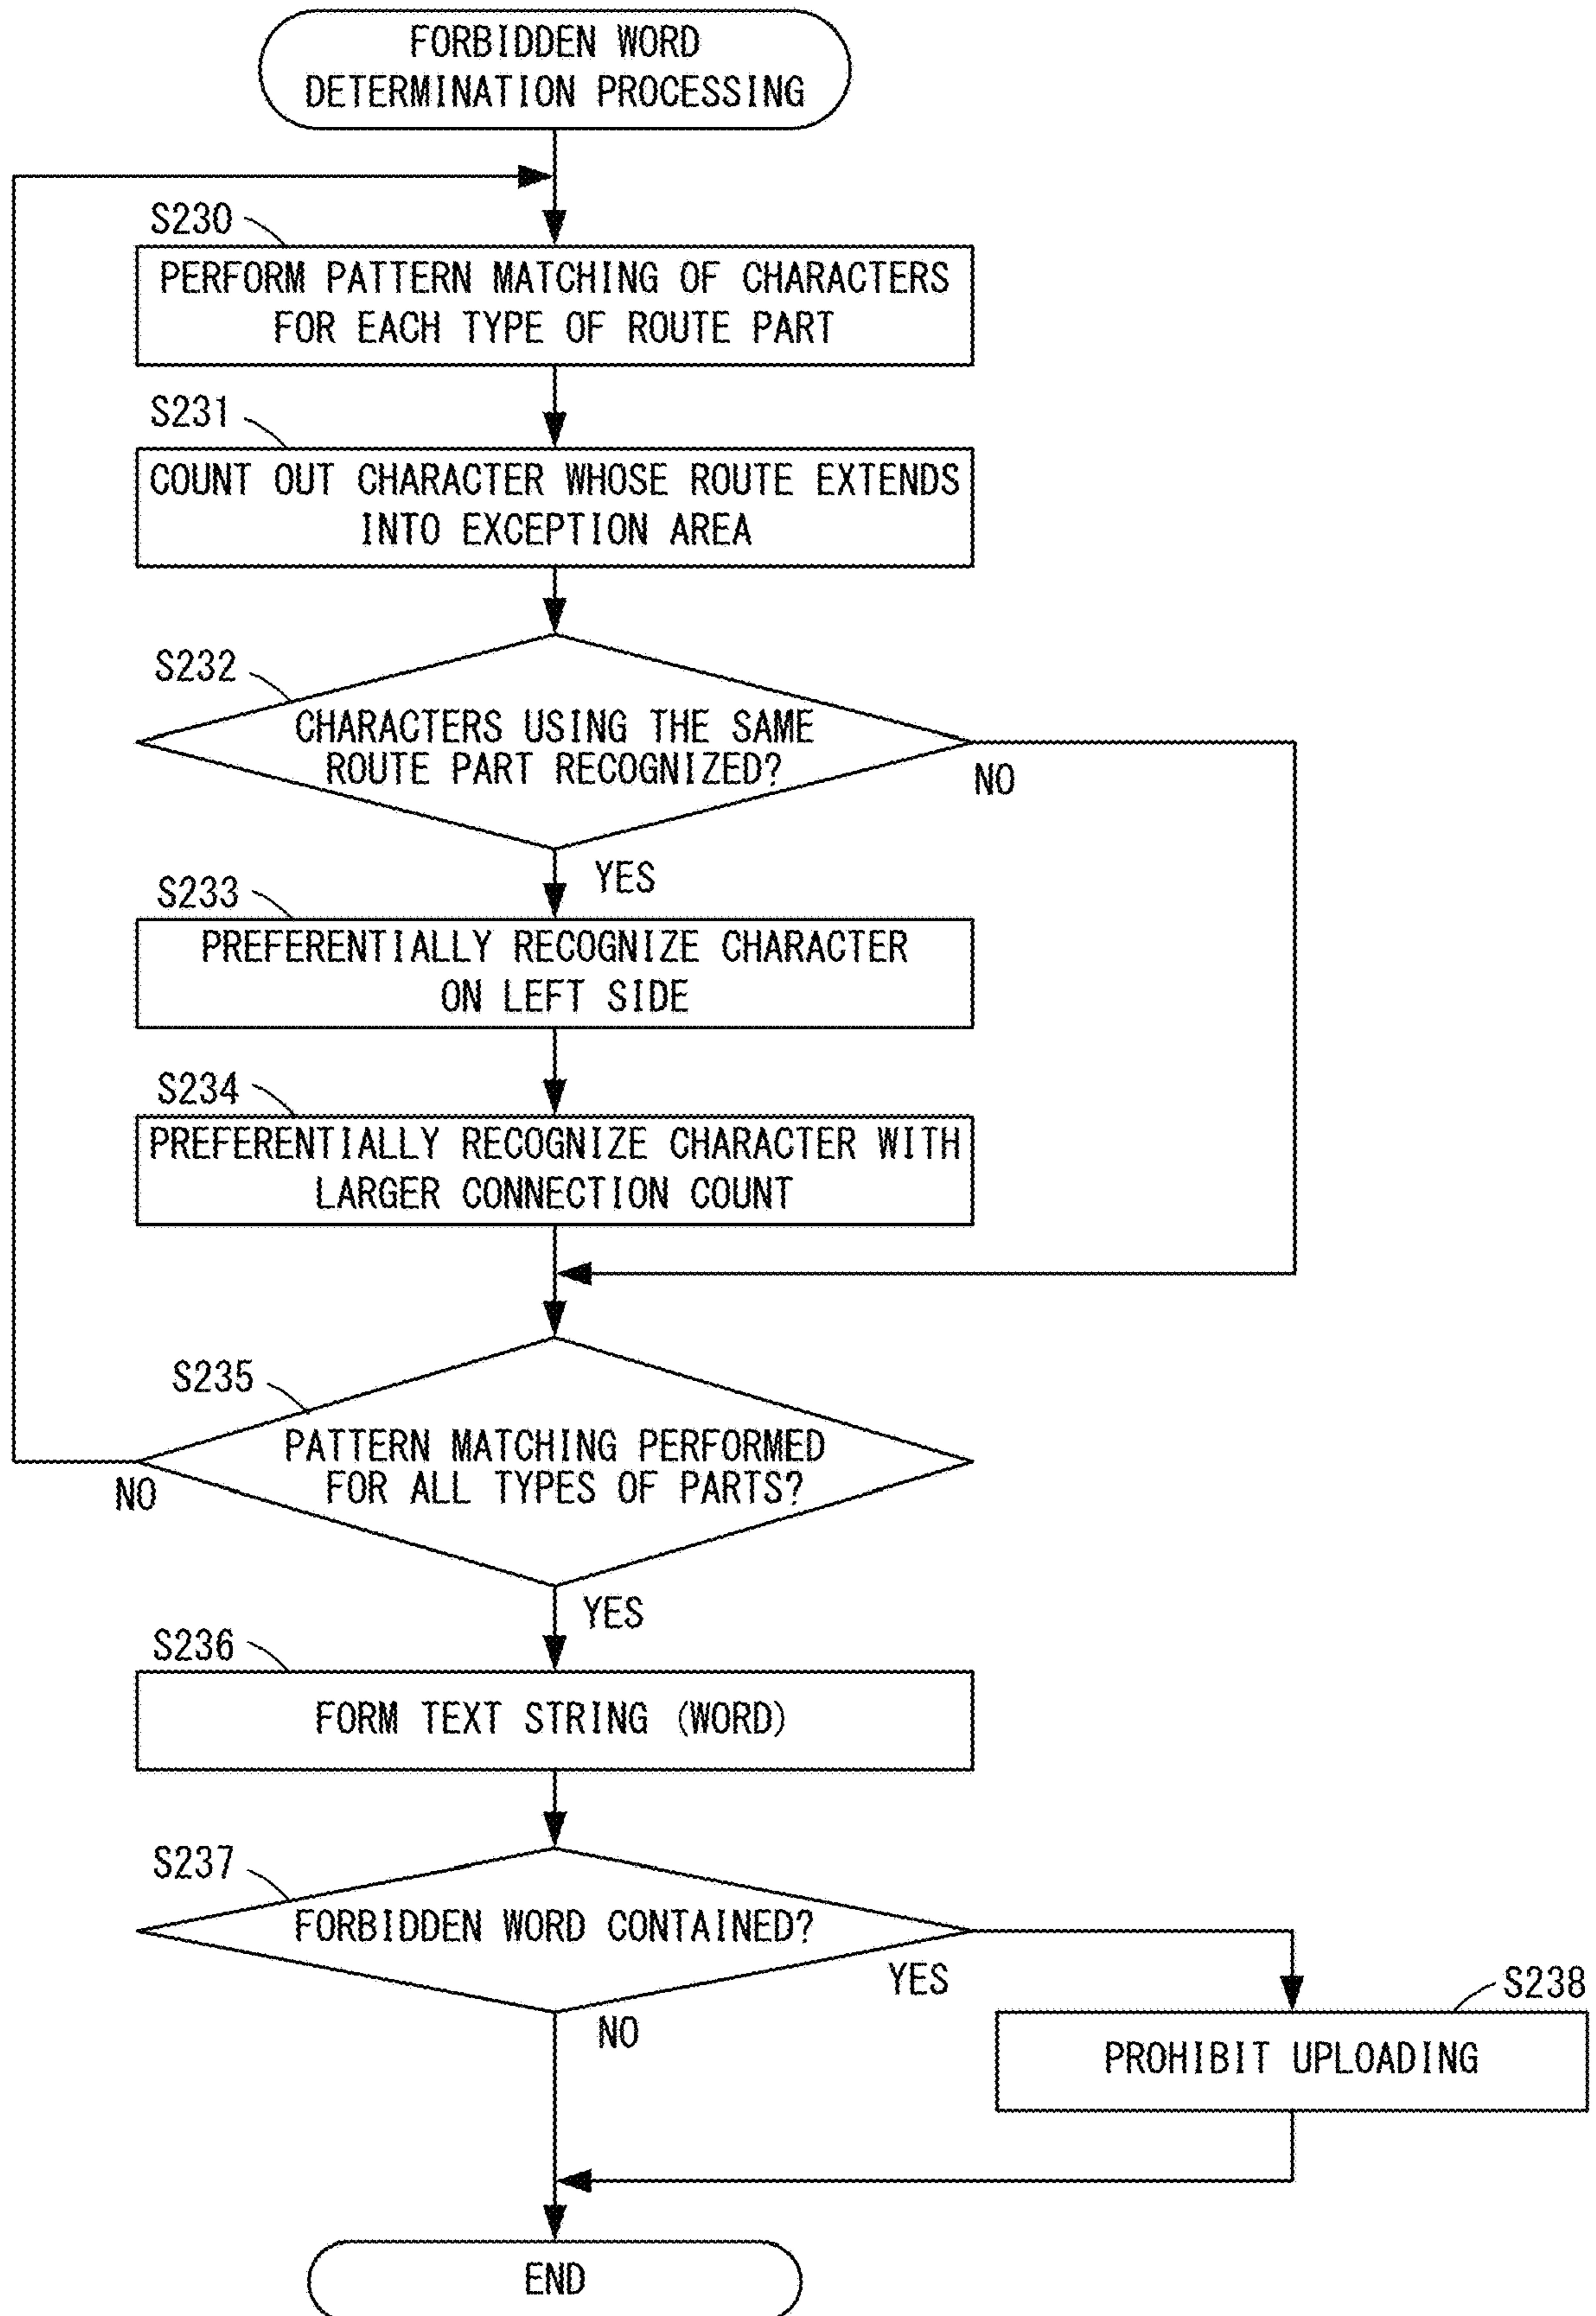 FORBIDDEN WORD
DETERMINATION PROCESSING
S230
PERFORM PATTERN MATCHING OF CHARACTERS
FOR EACH TYPE OF ROUTE PART
S231
COUNT OUT CHARACTER WHOSE ROUTE EXTENDS
INTO EXCEPTION AREA
S232
CHARACTERS USING THE SAME
ROUTE PART RECOGNIZED?
NO
YES
S233
PREFERENTIALLY RECOGNIZE CHARACTER
ON LEFT SIDE
S234
PREFERENTIALLY RECOGNIZE CHARACTER WITH
LARGER CONNECTION COUNT
S235
PATTERN MATCHING PERFORMED
FOR ALL TYPES OF PARTS?
NO
YES
S236
FORM TEXT STRING (WORD)
S237
FORBIDDEN WORD CONTAINED?
YES
NO
S238
PROHIBIT UPLOADING
END